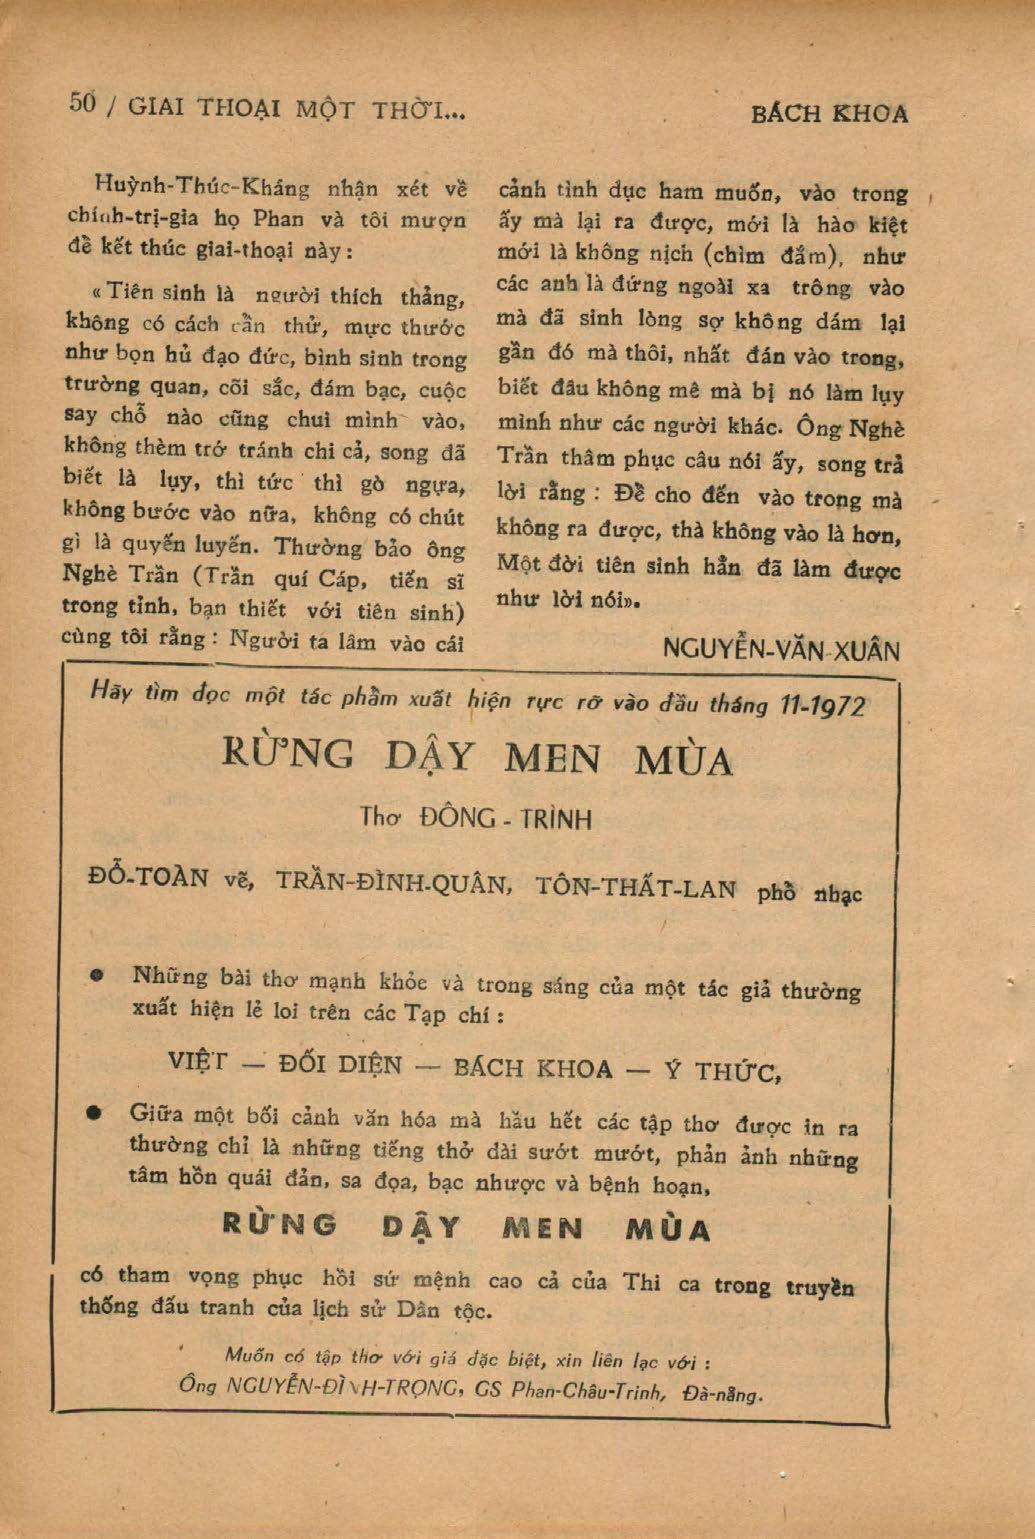 50 / GIAI THOẠI MỘT THỜI...
BÁCH KHOA
Huỳnh-Thúc-Kháng nhận xét về
chính-trị-gia họ Phan và tôi mượn
để kết thúc giai-thoại này :
« Tiên sinh là người thích thẳng,
không có cách cẩn thử, mực thước
như bọn hủ đạo đức, bình sinh trong
trường quan, cõi sắc, đám bạc, cuộc
say chỗ nào cũng chui mình vào,
không thèm trớ tránh chi cả, song đã
biết là lụy, thì tức thì gò ngựa,
không bước vào nữa, không có chút
gì là quyến luyến. Thường bảo ông
Nghè Trần (Trần quí Cáp, tiến sĩ
trong tỉnh, bạn thiết với tiên sinh)
cùng tôi rằng : Người ta lâm vào cái
cảnh tình dục ham muốn, vào trong
ấy mà lại ra được, mới là hào kiệt
mới là không nịch (chìm đắm), như
các anh là đứng ngoài xa trông vào
mà đã sinh lòng sợ không dám lại
gần đó mà thôi, nhất đán vào trong,
biết đâu không mê mà bị nó làm lụy
mình như các người khác. Ông Nghè
Trần thâm phục câu nói ấy, song trả
lời rằng : Để cho đến vào trong mà
không ra được, thà không vào là hơn,
Một đời tiên sinh hẳn đã làm được
như lời nói».
NGUYỄN-VĂN-XUÂN
Hãy tìm đọc một tác phẩm xuất hiện rực rỡ vào đầu tháng 11-1972
RỪNG DẬY MEN MÙA
Thơ ĐÔNG - TRÌNH
ĐỖ-TOÀN vẽ, TRẦN-ĐÌNH-QUÂN, TÔN-THẤT-LAN phổ nhạc
● Những bài thơ mạnh khỏe và trong sáng của một tác giả thường
xuất hiện lẻ loi trên các Tạp chí :
VIỆT — ĐỐI DIỆN — BÁCH KHOA — Ý THỨC,
● Giữa một bối cảnh văn hóa mà hầu hết các tập thơ được in ra
thường chỉ là những tiếng thở dài sướt mướt, phản ảnh những
tâm hồn quái đản, sa đọa, bạc nhược và bệnh hoạn,
RỪNG DẬY MEN MÙA
có tham vọng phục hồi sứ mệnh cao cả của Thi ca trong truyền
thống đấu tranh của lịch sử Dân tộc.
Muốn có tập thơ với giá đặc biệt, xin liên lạc với :
Ông NGUYỄN-ĐÌNH-TRỌNG, GS Phan-Châu-Trinh, Đà-nẵng.